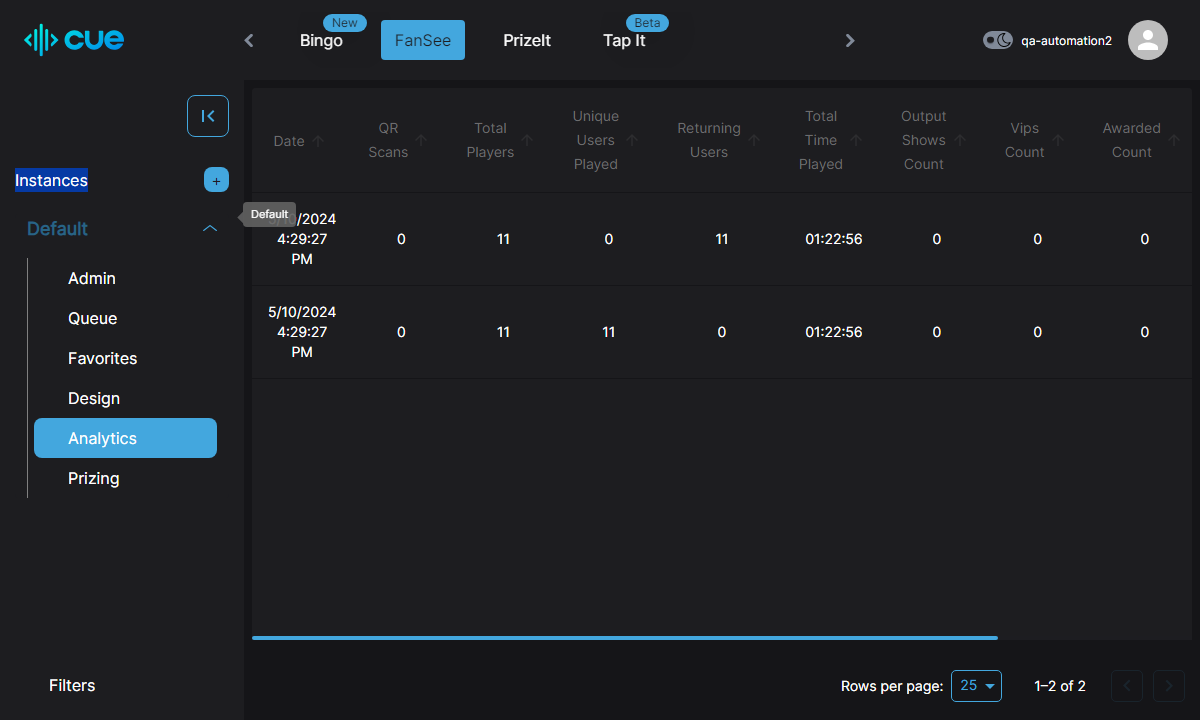 cue
New
Bingo
FanSee
PrizeIt
Beta
Tap It
qa-automation2
Instances
+
Default
Default
Admin
Queue
Favorites
Design
Analytics
Prizing
Filters
Date
QR
Scans
Total
Players
Unique
Users
Played
Returning
Users
Total
Time
Played
Output
Shows
Count
Vips
Count
Awarded
Count
5/10/2024
4:29:27
PM
0
11
0
11
01:22:56
0
0
0
5/10/2024
4:29:27
PM
0
11
11
0
01:22:56
0
0
0
Rows per page: 25 1–2 of 2